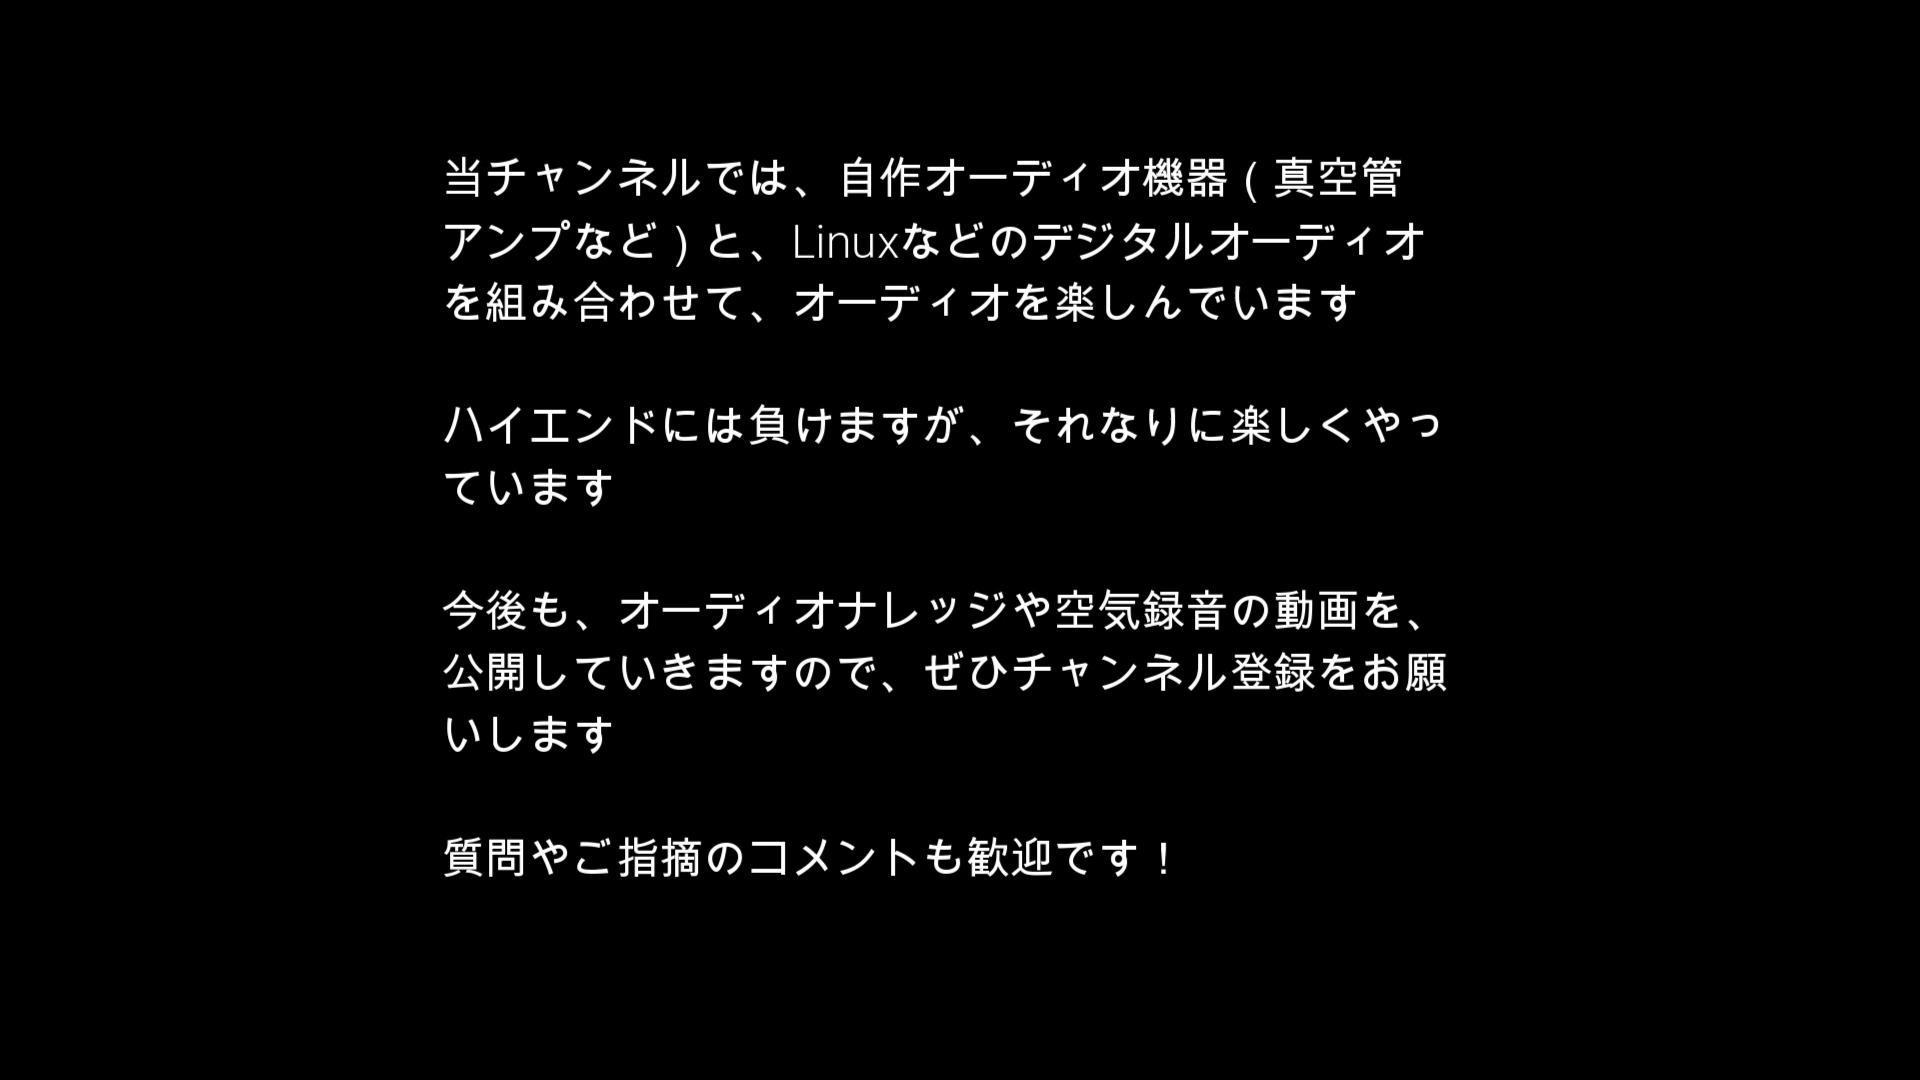 当チャンネルでは、自作オーディオ機器（真空管
アンプなど）と、Linuxなどのデジタルオーディオ
を組み合わせて、オーディオを楽しんでいます
ハイエンドには負けますが、それなりに楽しくやっ
ています
今後も、オーディオナレッジや空気録音の動画を、
公開していきますので、ぜひチャンネル登録をお願
いします
質問やご指摘のコメントも歓迎です！